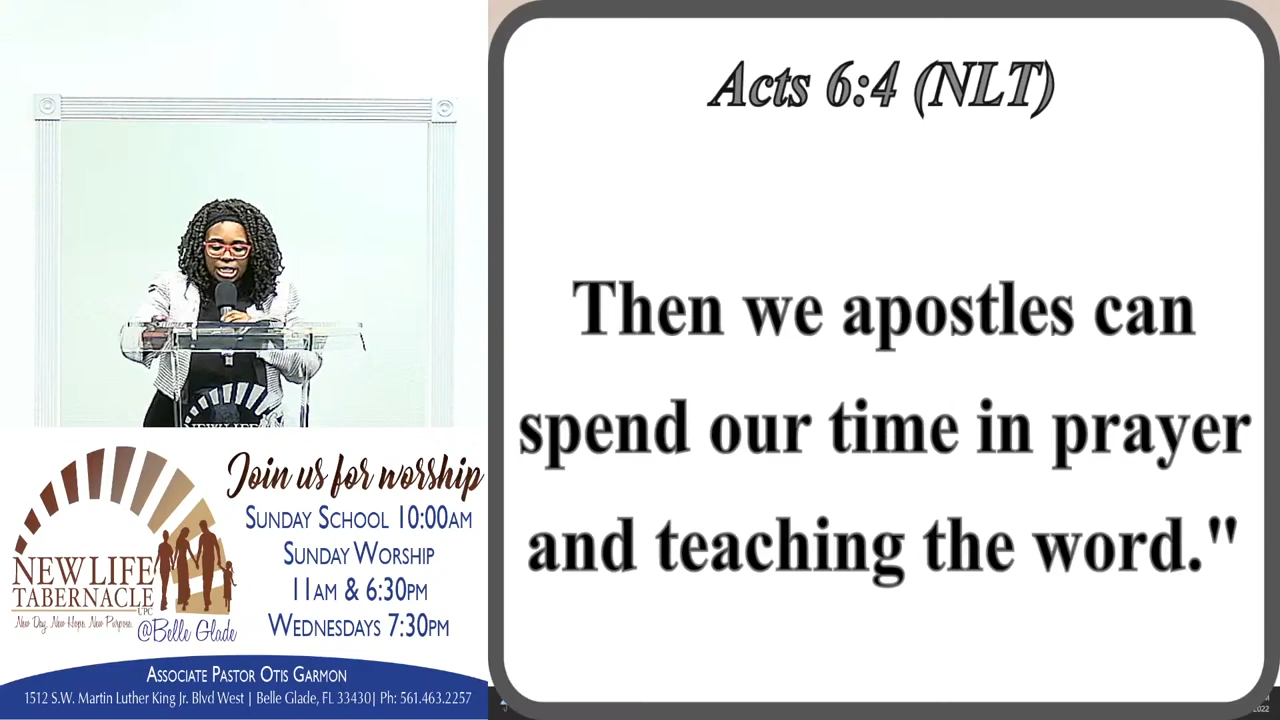 Acts 6:4 (NLT)
Then we apostles can
spend our time in prayer
and teaching the word."
NEW LIFE
TABERNACLE
UPC
New Day. New Hope. New Purpose.
@Belle Glade
Join us for worship
SUNDAY SCHOOL 10:00AM
SUNDAY WORSHIP
11AM & 6:30PM
WEDNESDAYS 7:30PM
ASSOCIATE PASTOR OTIS GARMON
1512 S.W. Martin Luther King Jr. Blvd West | Belle Glade, FL 33430| Ph: 561.463.2257